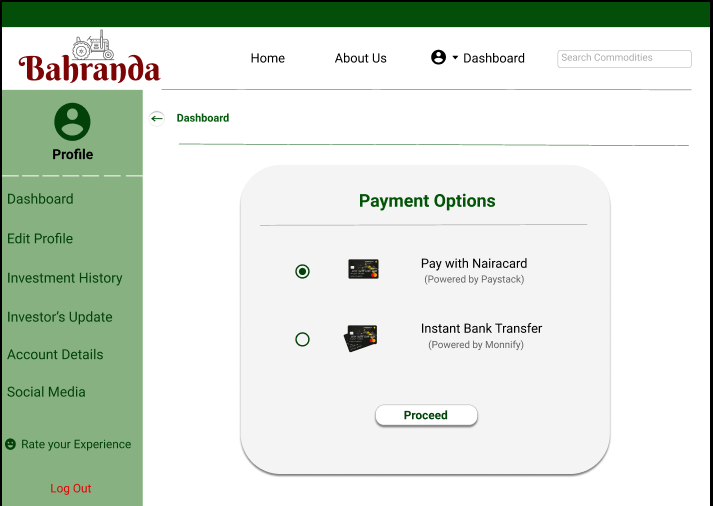 Bahranda
Home
About Us
Dashboard
Search Commodities
Profile
Dashboard
Edit Profile
Investment History
Investor's Update
Account Details
Social Media
Rate your Experience
Log Out
Dashboard
Payment Options
Pay with Nairacard
(Powered by Paystack)
Instant Bank Transfer
(Powered by Monnify)
Proceed